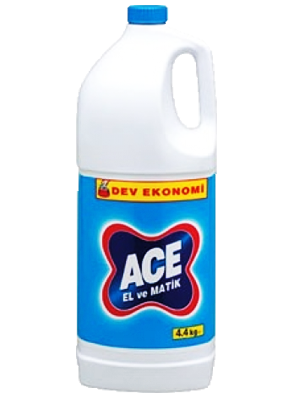 DEV EKONOMİ
ACE
EL ve MATİK
4.4 kg